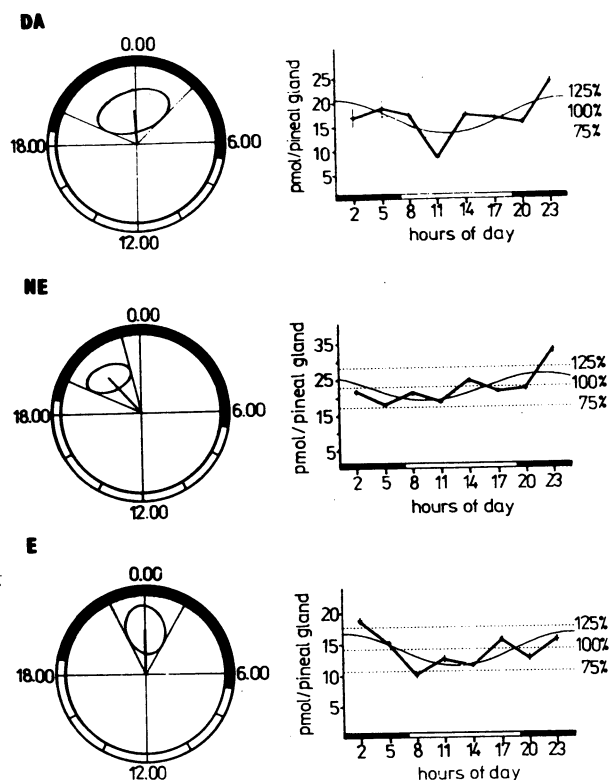 DA
0.00
18.00
6.00
12.00
pmol/pineal gland
25
20
15
10
5
125%
100%
75%
2 5 8 11 14 17 20 23
hours of day
NE
0.00
18.00
6.00
12.00
pmol/pineal gland
35
25
15
5
125%
100%
75%
2 5 8 11 14 17 20 23
hours of day
E
0.00
18.00
6.00
12.00
pmol/pineal gland
20
15
10
5
125%
100%
75%
2 5 8 11 14 17 20 23
hours of day